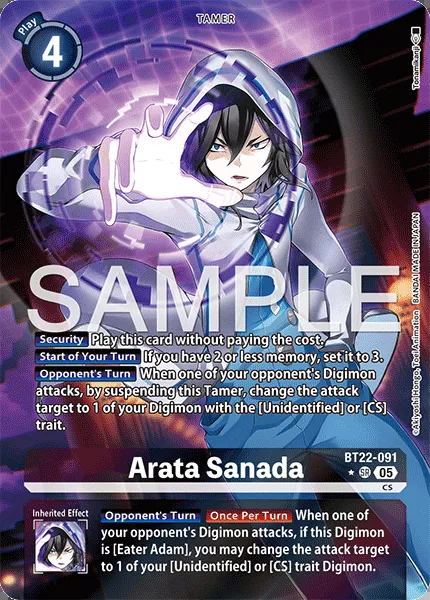 Play
4
TAMER
Tonamikanji
SAMPLE
Security Play this card without paying the cost.
Start of Your Turn If you have 2 or less memory, set it to 3.
Opponent's Turn When one of your opponent's Digimon
attacks, by suspending this Tamer, change the attack
target to 1 of your Digimon with the [Unidentified] or [CS]
trait.
©Akiyoshi Hongo, Toei Animation BANDAI MADE IN JAPAN
Arata Sanada
BT22-091
SR 05
CS
Inherited Effect
Opponent's Turn Once Per Turn When one of
your opponent's Digimon attacks, if this Digimon
is [Eater Adam], you may change the attack target
to 1 of your [Unidentified] or [CS] trait Digimon.